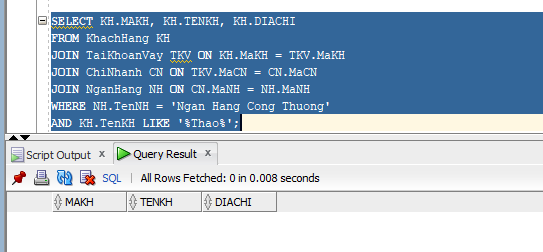 SELECT KH.MAKH, KH.TENKH, KH.DIACHI
FROM KhachHang KH
JOIN TaiKhoanVay TKV ON KH.MaKH = TKV.MaKH
JOIN ChiNhanh CN ON TKV.MaCN = CN.MaCN
JOIN NganHang NH ON CN.MaNH = NH.MaNH
WHERE NH.TenNH = 'Ngan Hang Cong Thuong'
AND KH.TenKH LIKE '%Thao%';
Script Output x Query Result x
SQL | All Rows Fetched: 0 in 0.008 seconds
MAKH TENKH DIACHI